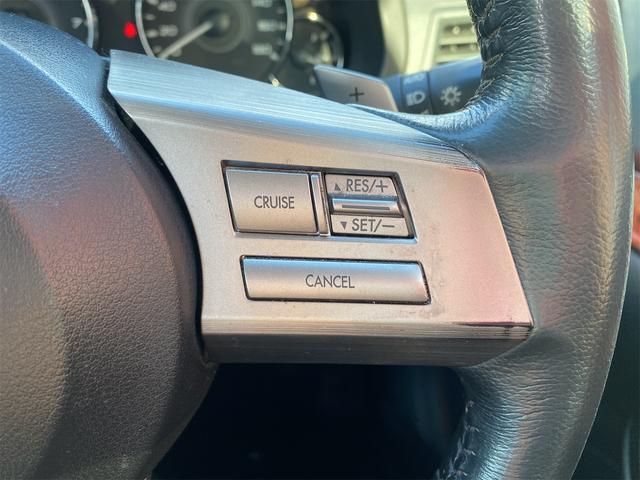 +
CRUISE
▲ RES/+
▼ SET/−
CANCEL